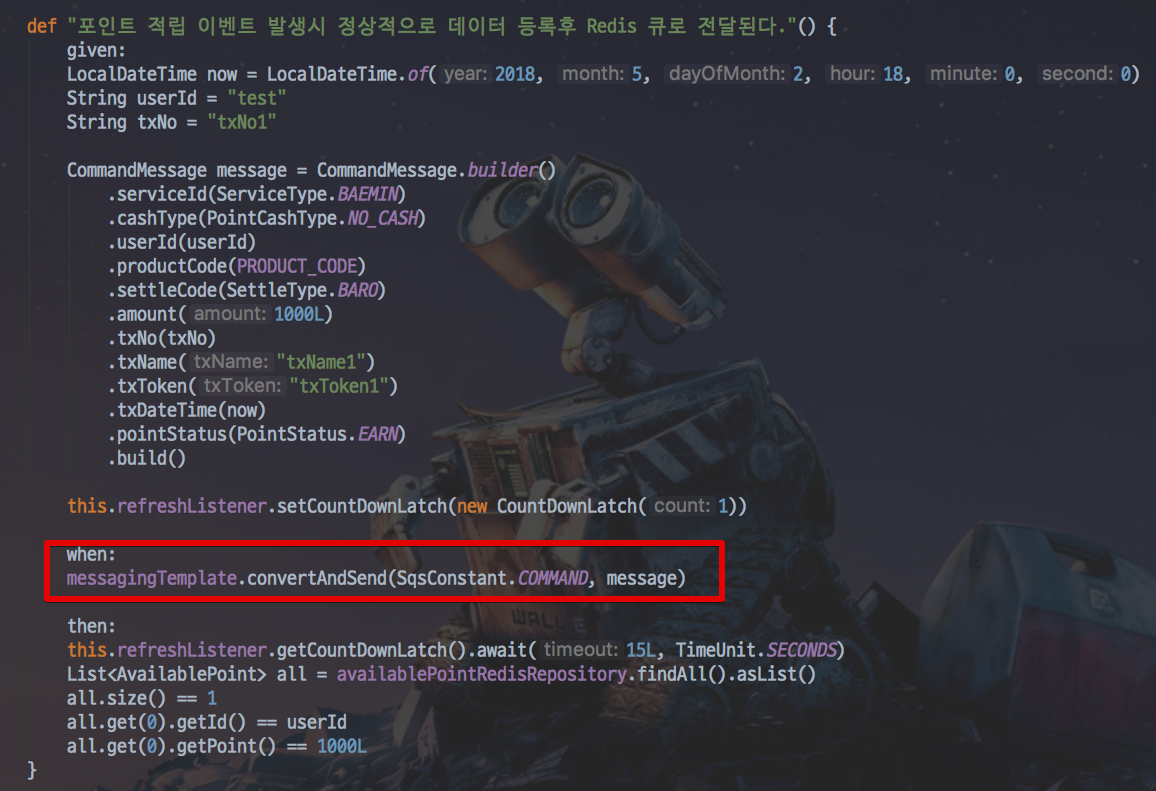 def "포인트 적립 이벤트 발생시 정상적으로 데이터 등록후 Redis 큐로 전달된다."() {
given:
LocalDateTime now = LocalDateTime.of( year: 2018, month: 5, dayOfMonth: 2, hour: 18, minute: 0, second: 0)
String userId = "test"
String txNo = "txNo1"
CommandMessage message = CommandMessage.builder()
.serviceId(ServiceType.BAEMIN)
.cashType(PointCashType.NO_CASH)
.userId(userId)
.productCode(PRODUCT_CODE)
.settleCode(SettleType.BARO)
.amount( amount: 1000L)
.txNo(txNo)
.txName( txName: "txName1")
.txToken( txToken: "txToken1")
.txDateTime(now)
.pointStatus(PointStatus.EARN)
.build()
this.refreshListener.setCountDownLatch(new CountDownLatch( count: 1))
when:
messagingTemplate.convertAndSend(SqsConstant.COMMAND, message)
WALL·E
then:
this.refreshListener.getCountDownLatch().await( timeout: 15L, TimeUnit.SECONDS)
List<AvailablePoint> all = availablePointRedisRepository.findAll().asList()
all.size() == 1
all.get(0).getId() == userId
all.get(0).getPoint() == 1000L
}